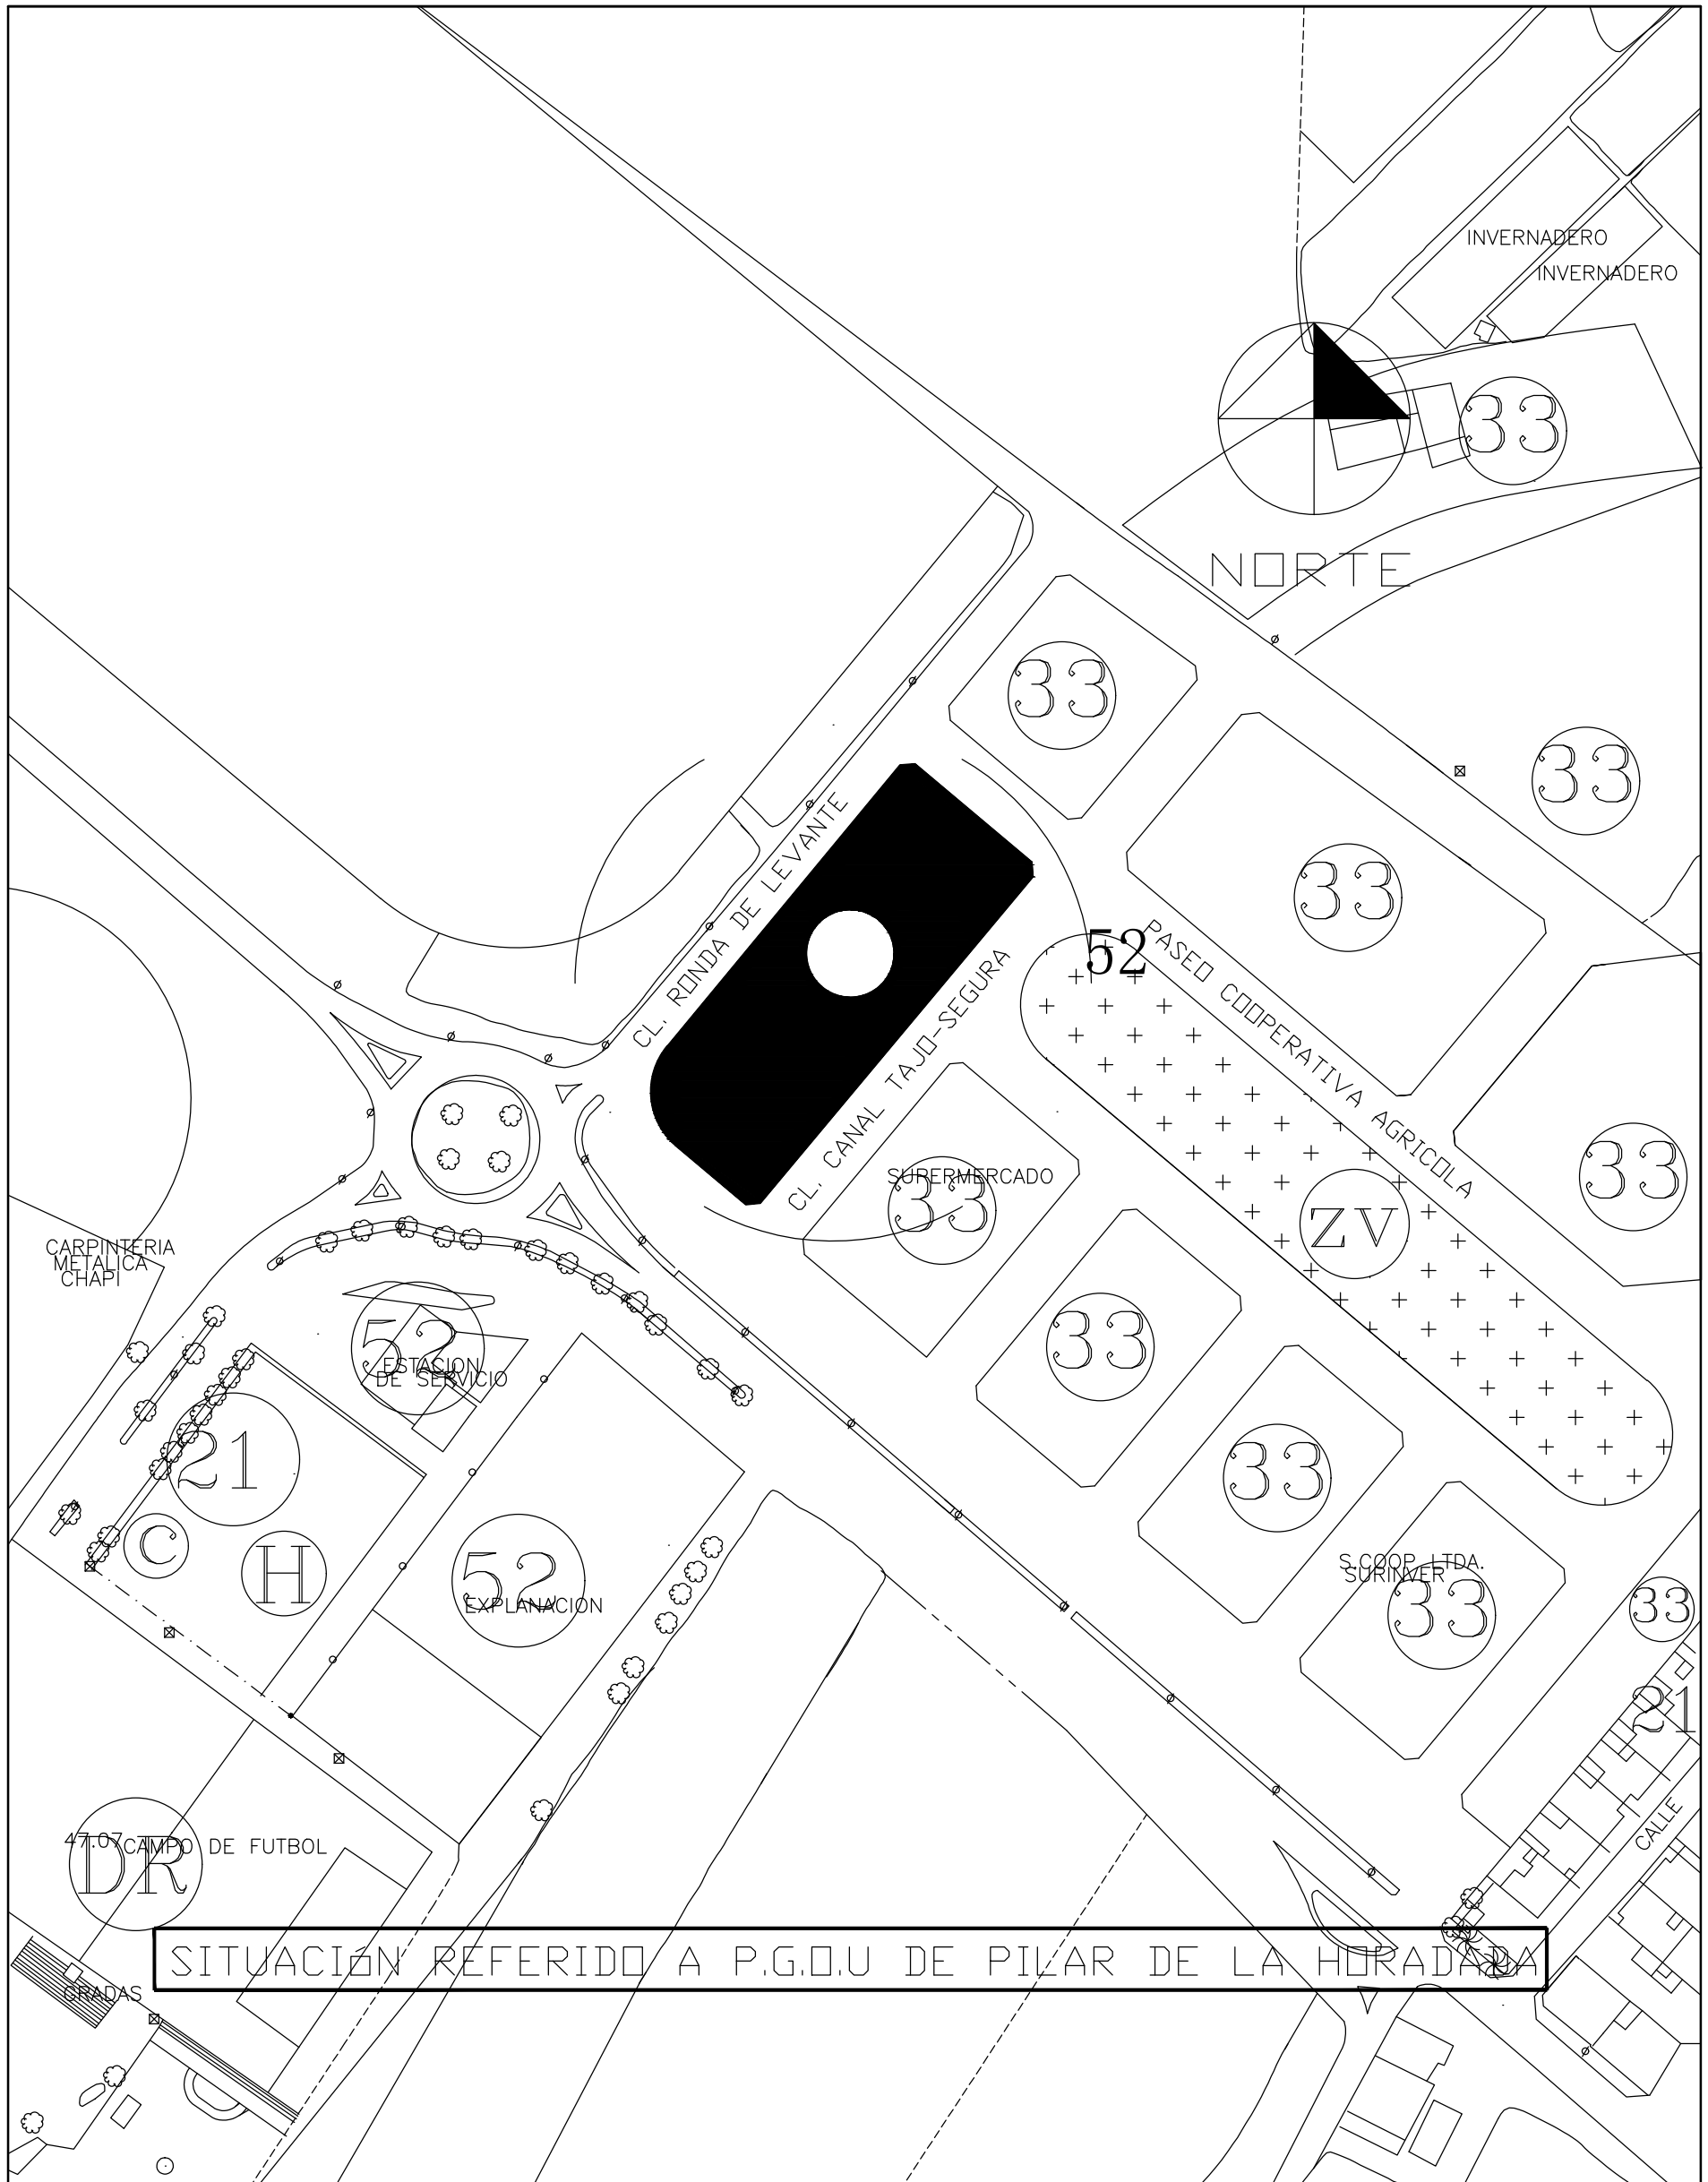 INVERNADERO
INVERNADERO
33
NORTE
33
33
33
CL. RONDA DE LEVANTE
52
PASEO COOPERATIVA AGRICOLA
CL. CANAL TAJO-SEGURA
33
SUPERMERCADO
33
ZV
CARPINTERIA
METALICA
CHAPI
52
ESTACION
DE SERVICIO
33
21
33
C
H
52
EXPLANACION
S.COOP. LTDA.
SURINVER
33
33
21
CALLE
47.07
CAMPO DE FUTBOL
DR
SITUACIóN REFERIDO A P.G.O.U DE PILAR DE LA HORADADA
GRADAS